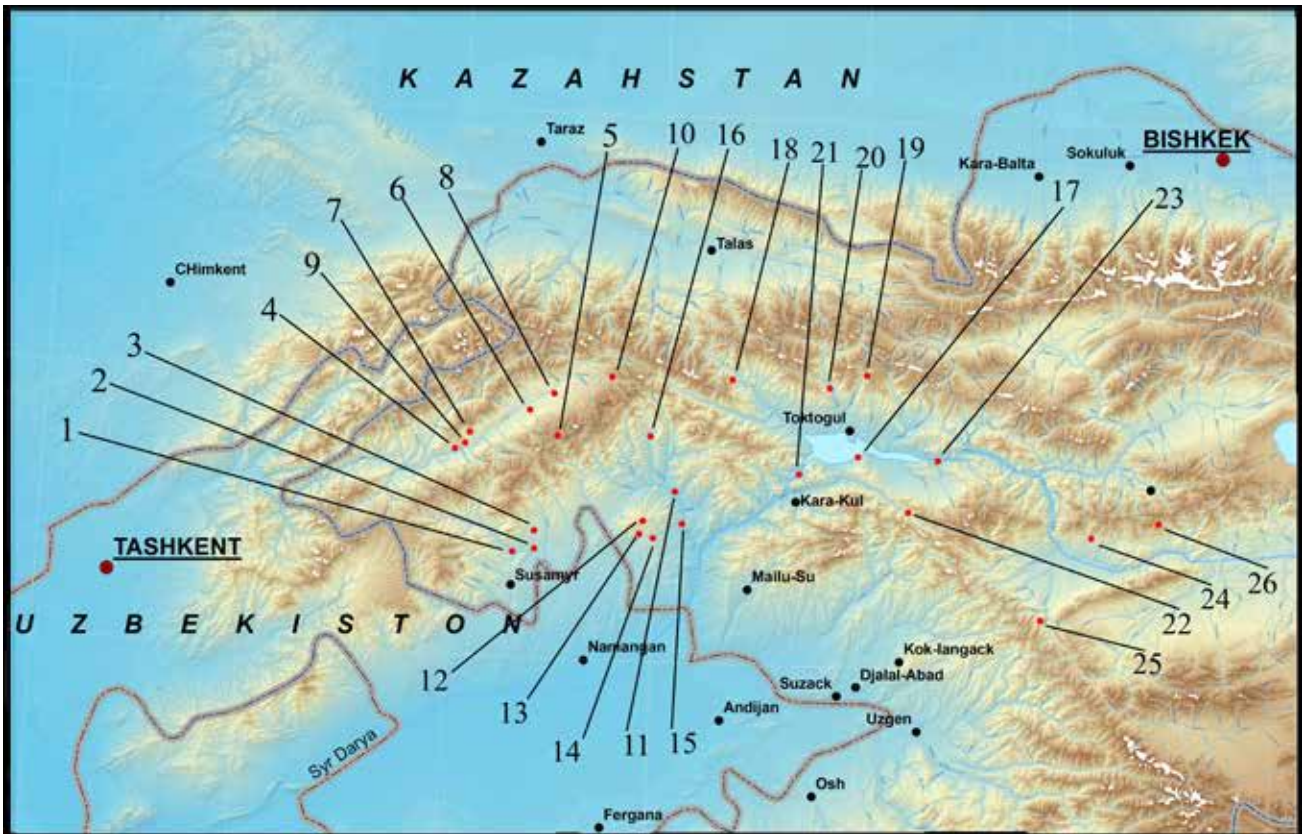 K A Z A H S T A N
Taraz
5
10
16
18
21
20
19
17
23
BISHKEK
Kara-Balta
Sokuluk
8
6
7
9
4
3
2
1
CHimkent
Talas
Toktogul
Kara-Kul
TASHKENT
Susamyr
Mailu-Su
U Z B E K I S T O N
Namangan
12
13
14
11
15
Andijan
Suzack
Kok-Iangack
Djalal-Abad
Uzgen
22
24
26
25
Syr Darya
Osh
Fergana